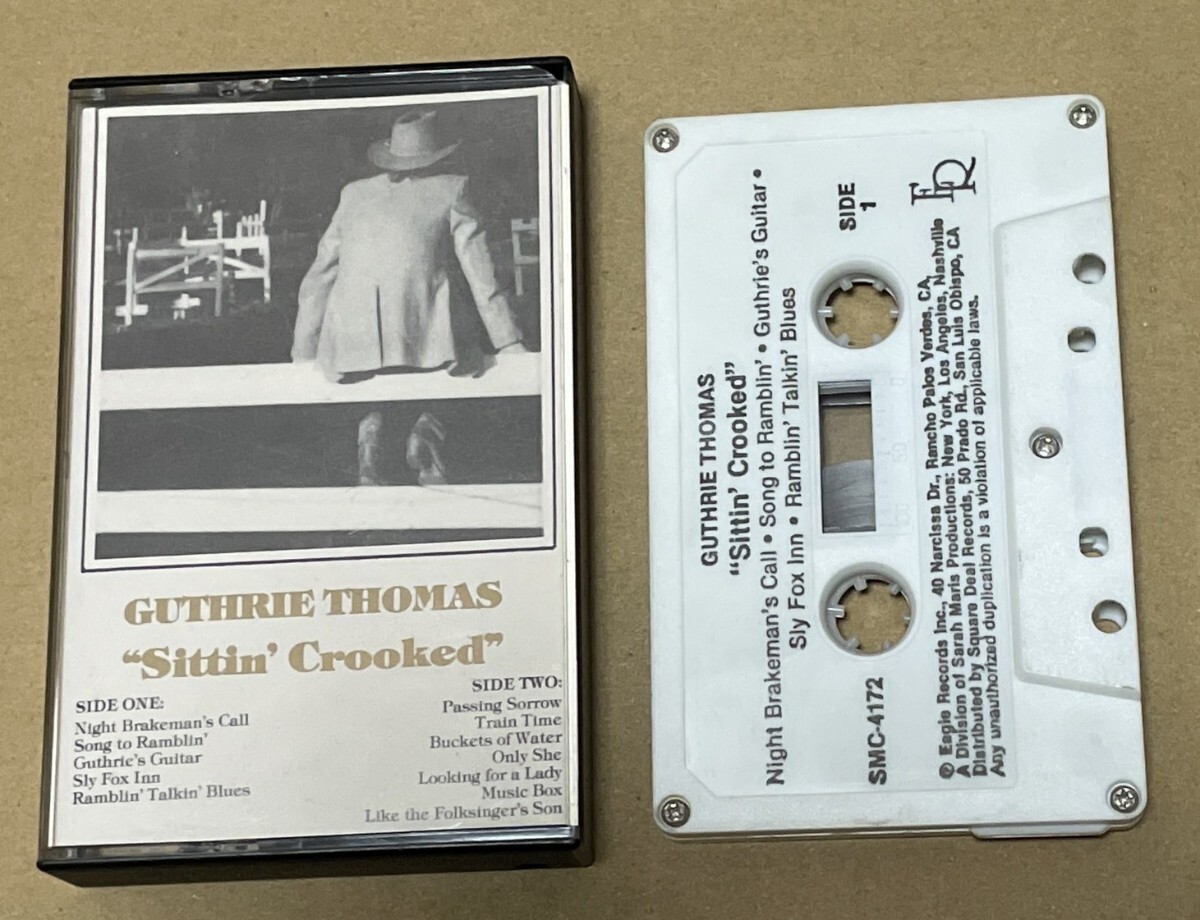 GUTHRIE THOMAS
“Sittin’ Crooked”
SIDE ONE:
Night Brakeman's Call
Song to Ramblin'
Guthrie's Guitar
Sly Fox Inn
Ramblin' Talkin' Blues
SIDE TWO:
Passing Sorrow
Train Time
Buckets of Water
Only She
Looking for a Lady
Music Box
Like the Folksinger's Son
GUTHRIE THOMAS
“Sittin’ Crooked”
Night Brakeman's Call • Song to Ramblin' • Guthrie's Guitar •
Sly Fox Inn • Ramblin' Talkin' Blues
SIDE
1
SMC-4172
ER
℗ Eagle Records Inc., 40 Narcissa Dr., Rancho Palos Verdes, CA,
A Division of Sarah Maris Productions: New York, Los Angeles, Nashville
Distributed by Square Deal Records, 50 Prado Rd., San Luis Obispo, CA
Any unauthorized duplication is a violation of applicable laws.